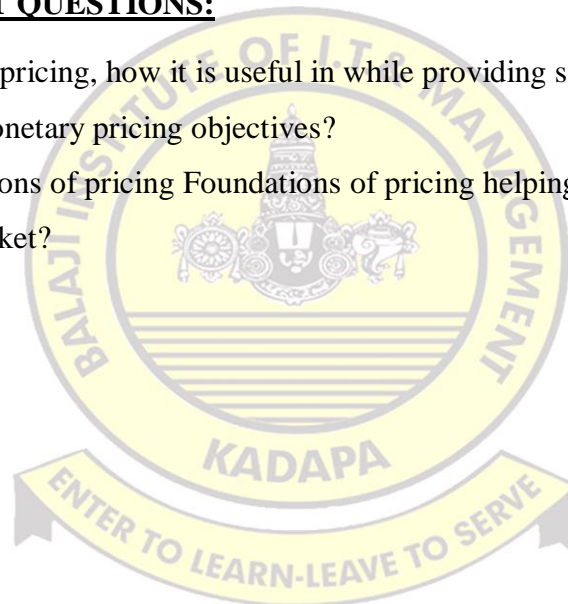 T QUESTIONS:
pricing, how it is useful in while providing s
onetary pricing objectives?
ons of pricing Foundations of pricing helping
ket?
BALAJI INSTITUTE OF I.T & MANAGEMENT
KADAPA
ENTER TO LEARN-LEAVE TO SERVE